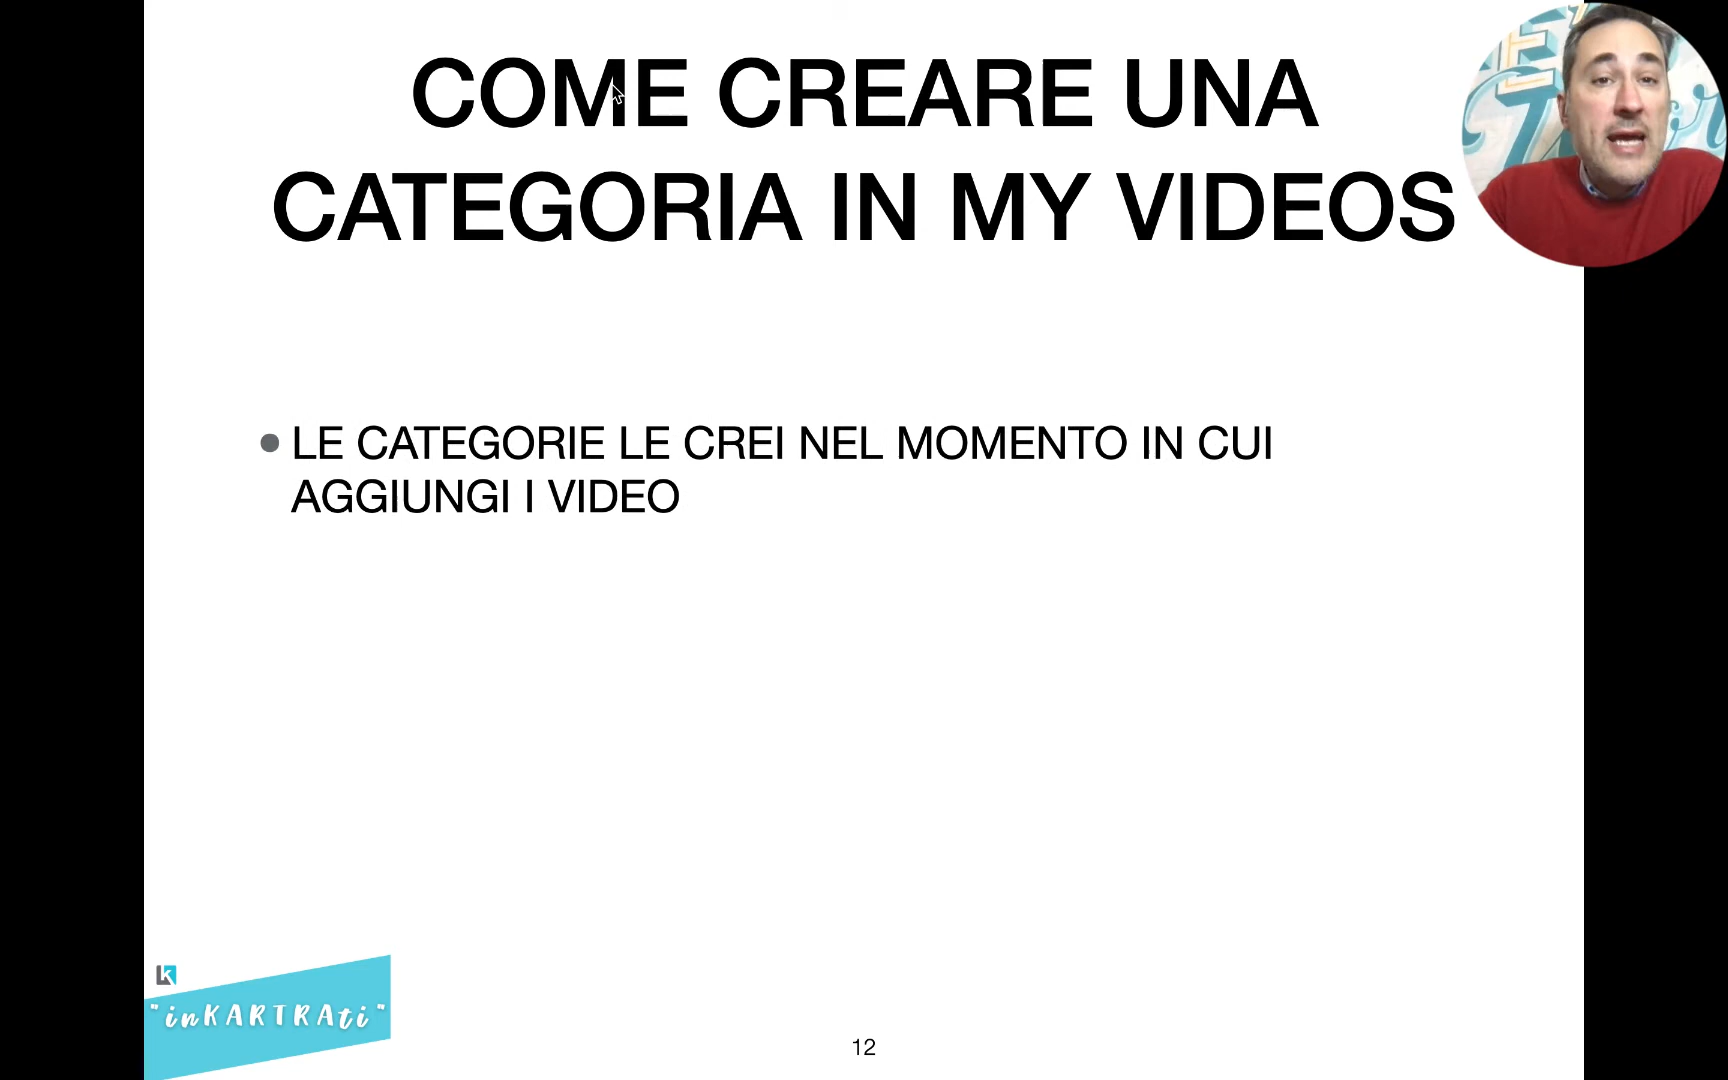 COME CREARE UNA
CATEGORIA IN MY VIDEOS
● LE CATEGORIE LE CREI NEL MOMENTO IN CUI
AGGIUNGI I VIDEO
K
"inKARTRAti"
12